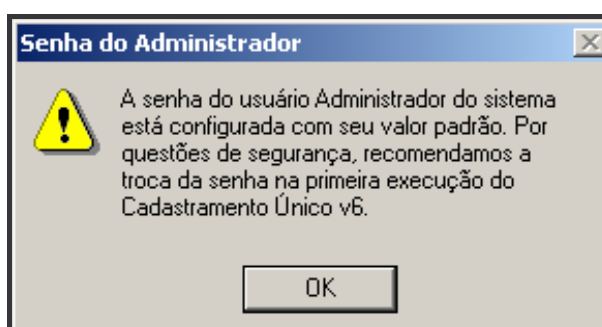 Senha do Administrador
A senha do usuário Administrador do sistema
está configurada com seu valor padrão. Por
questões de segurança, recomendamos a
troca da senha na primeira execução do
Cadastramento Único v6.
OK